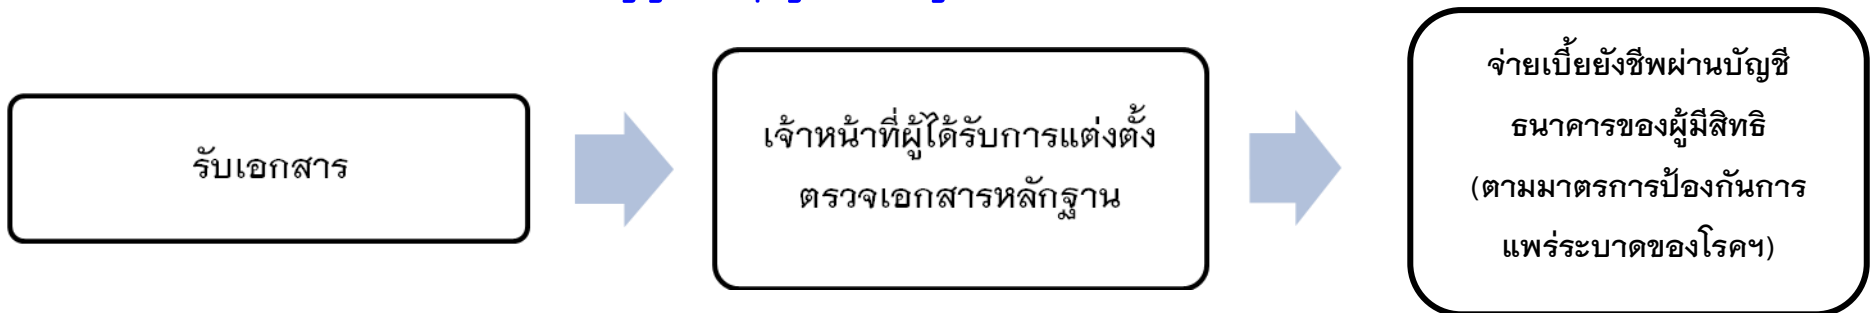 รับเอกสาร
เจ้าหน้าที่ผู้ได้รับการแต่งตั้ง
ตรวจเอกสารหลักฐาน
จ่ายเบี้ยยังชีพผ่านบัญชี
ธนาคารของผู้มีสิทธิ
(ตามมาตรการป้องกันการ
แพร่ระบาดของโรคฯ)